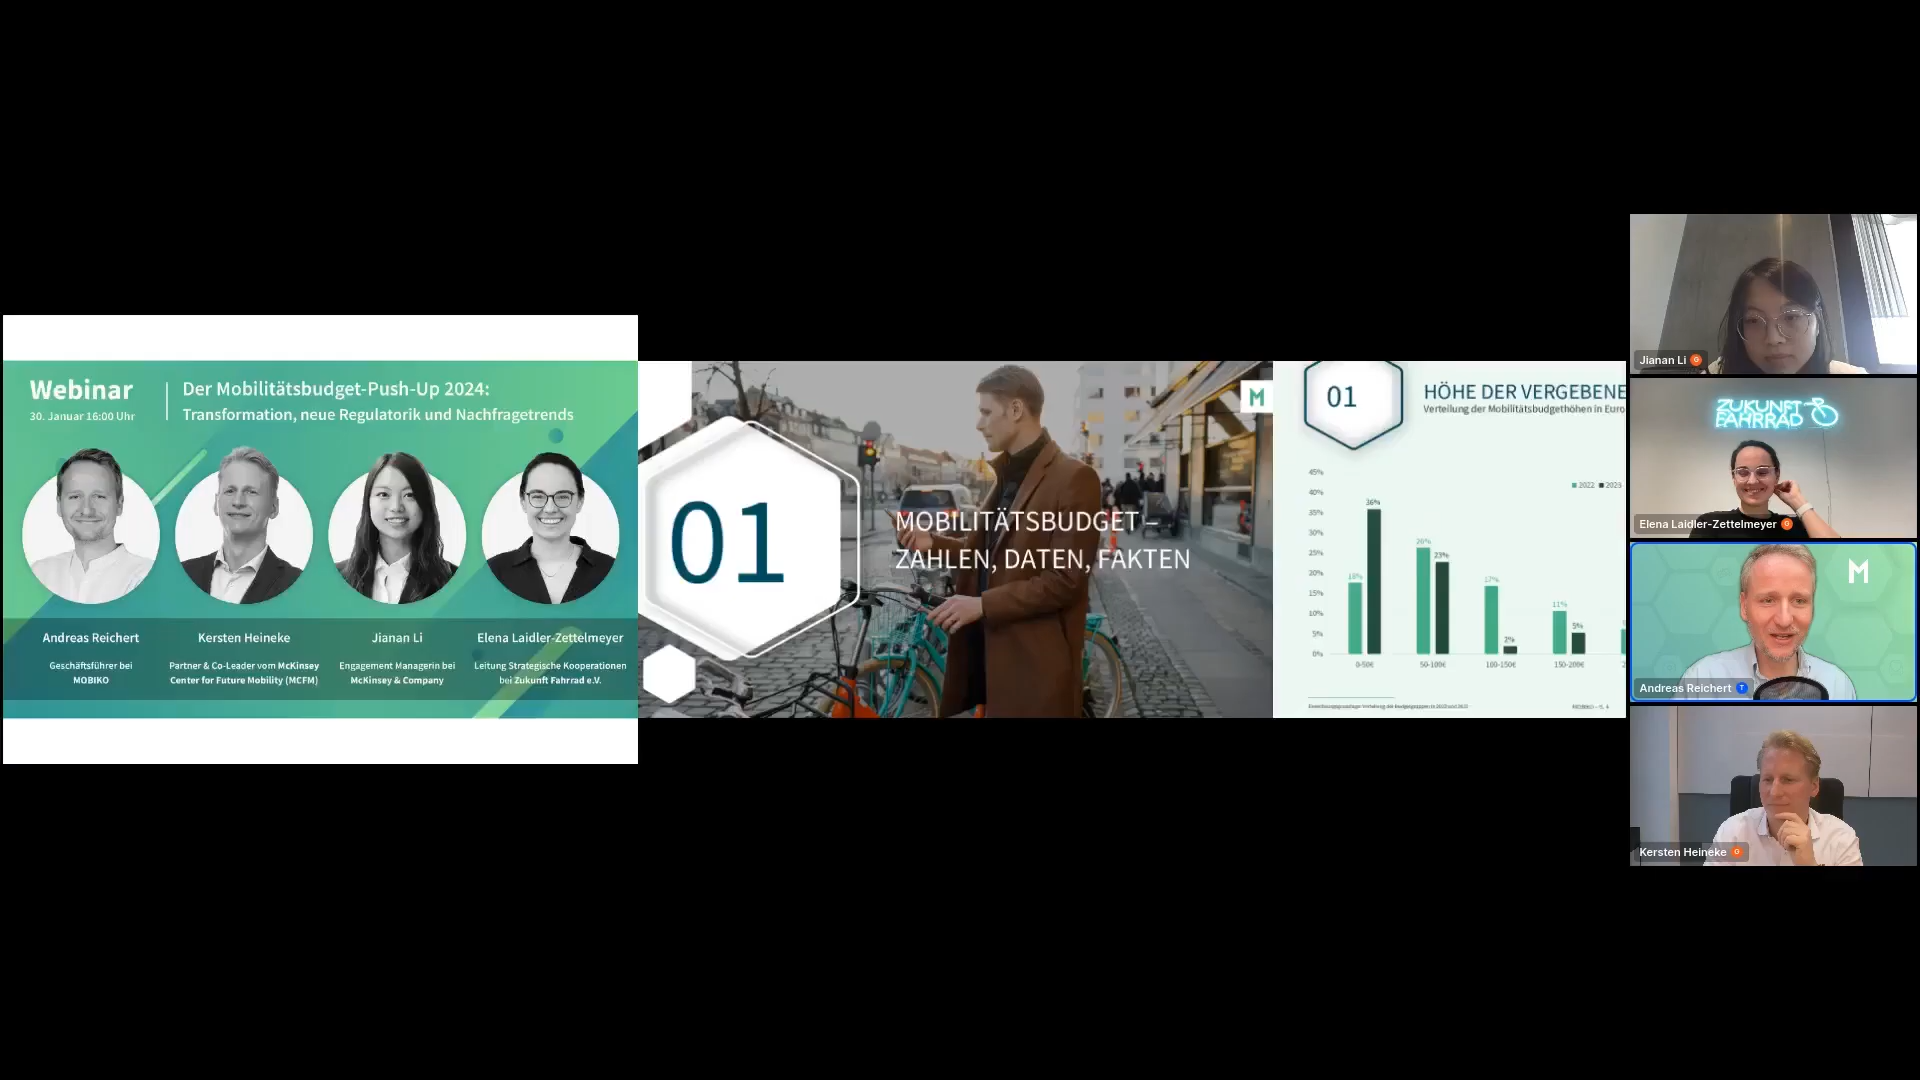 Webinar
30. Januar 16:00 Uhr
Der Mobilitätsbudget-Push-Up 2024:
Transformation, neue Regulatorik und Nachfragetrends
Andreas Reichert
Geschäftsführer bei
MOBIKO
Kersten Heineke
Partner & Co-Leader vom McKinsey
Center for Future Mobility (MCFM)
Jianan Li
Engagement Managerin bei
McKinsey & Company
Elena Laidler-Zettelmeyer
Leitung Strategische Kooperationen
bei Zukunft Fahrrad e.V.
01
MOBILITÄTSBUDGET –
ZAHLEN, DATEN, FAKTEN
M
01
HÖHE DER VERGEBENE
Verteilung der Mobilitätsbudgethöhen in Euro
2022 2023
45%
40%
35%
30%
25%
20%
15%
10%
5%
0%
18% 36%
26% 23%
17% 2%
11% 5%
0-50€ 50-100€ 100-150€ 150-200€
Jianan Li
ZUKUNFT
FAHRRAD
Elena Laidler-Zettelmeyer
M
Andreas Reichert
Kersten Heineke